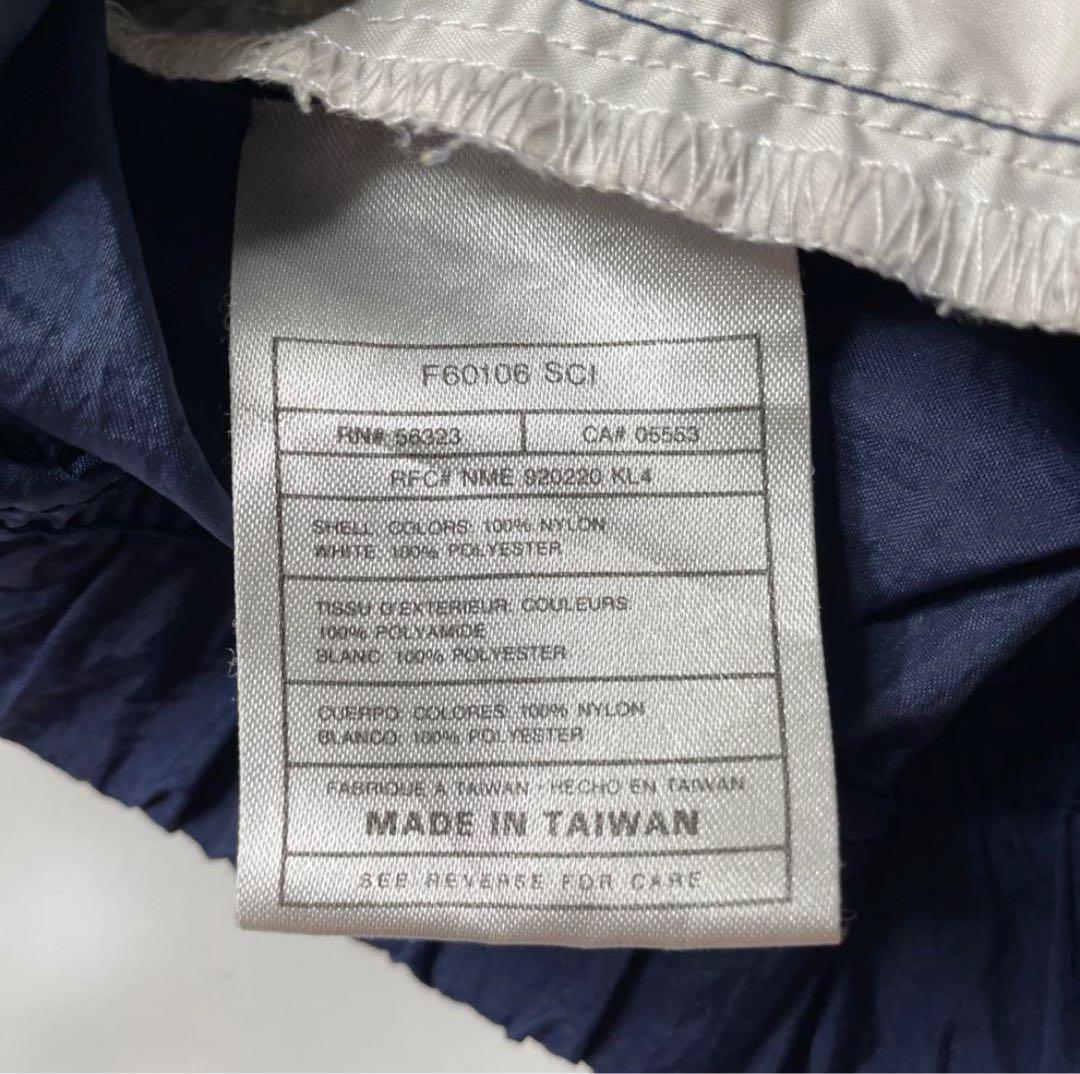 F60106 SCI
RN# 56323 CA# 05553
RFC# NME 920220 KL4
SHELL COLORS: 100% NYLON
WHITE: 100% POLYESTER
TISSU D'EXTERIEUR: COULEURS:
100% POLYAMIDE
BLANC: 100% POLYESTER
CUERPO: COLORES: 100% NYLON
BLANCO: 100% POLYESTER
FABRIQUE A TAIWAN · HECHO EN TAIWAN
MADE IN TAIWAN
SEE REVERSE FOR CARE